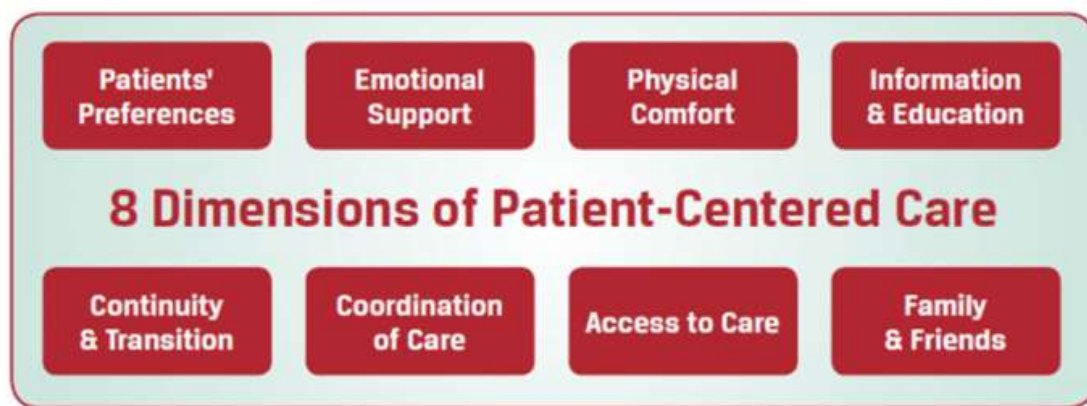 Patients'
Preferences
Emotional
Support
Physical
Comfort
Information
& Education
8 Dimensions of Patient-Centered Care
Continuity
& Transition
Coordination
of Care
Access to Care
Family
& Friends